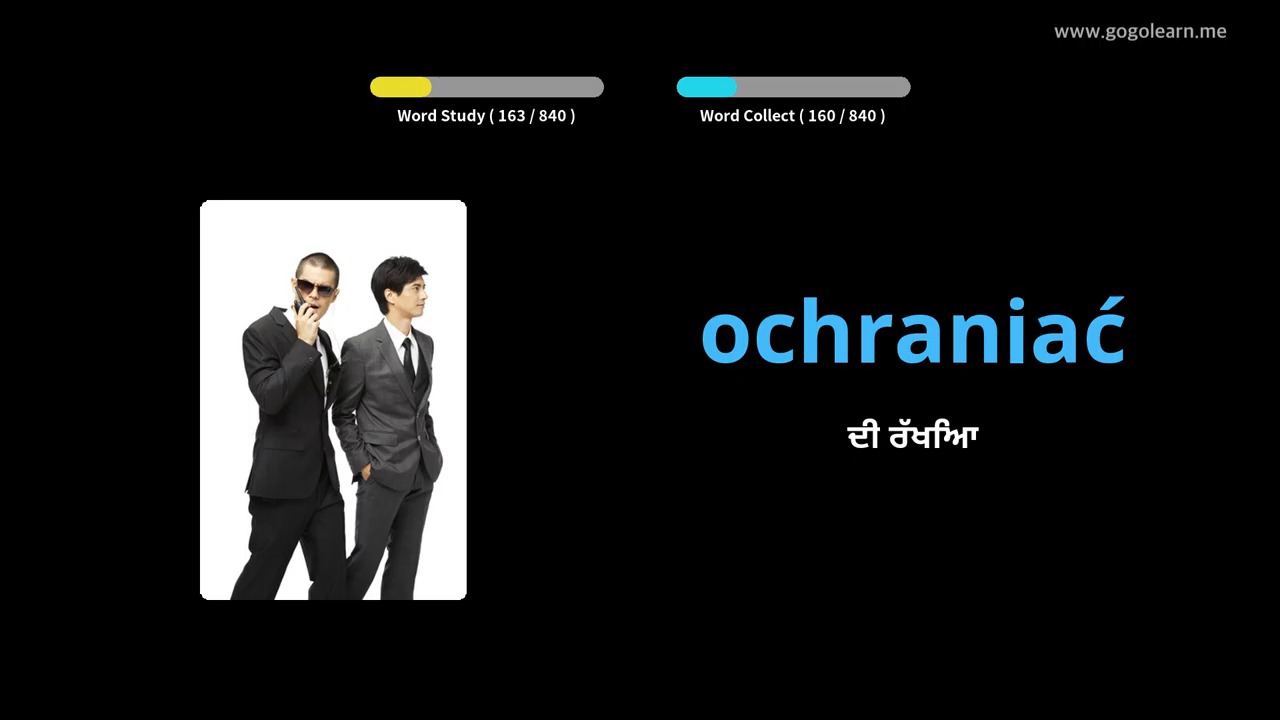 www.gogolearn.me
Word Study ( 163 / 840 )
Word Collect ( 160 / 840 )
ochraniać
ਦੀ ਰੱਖਿਆ